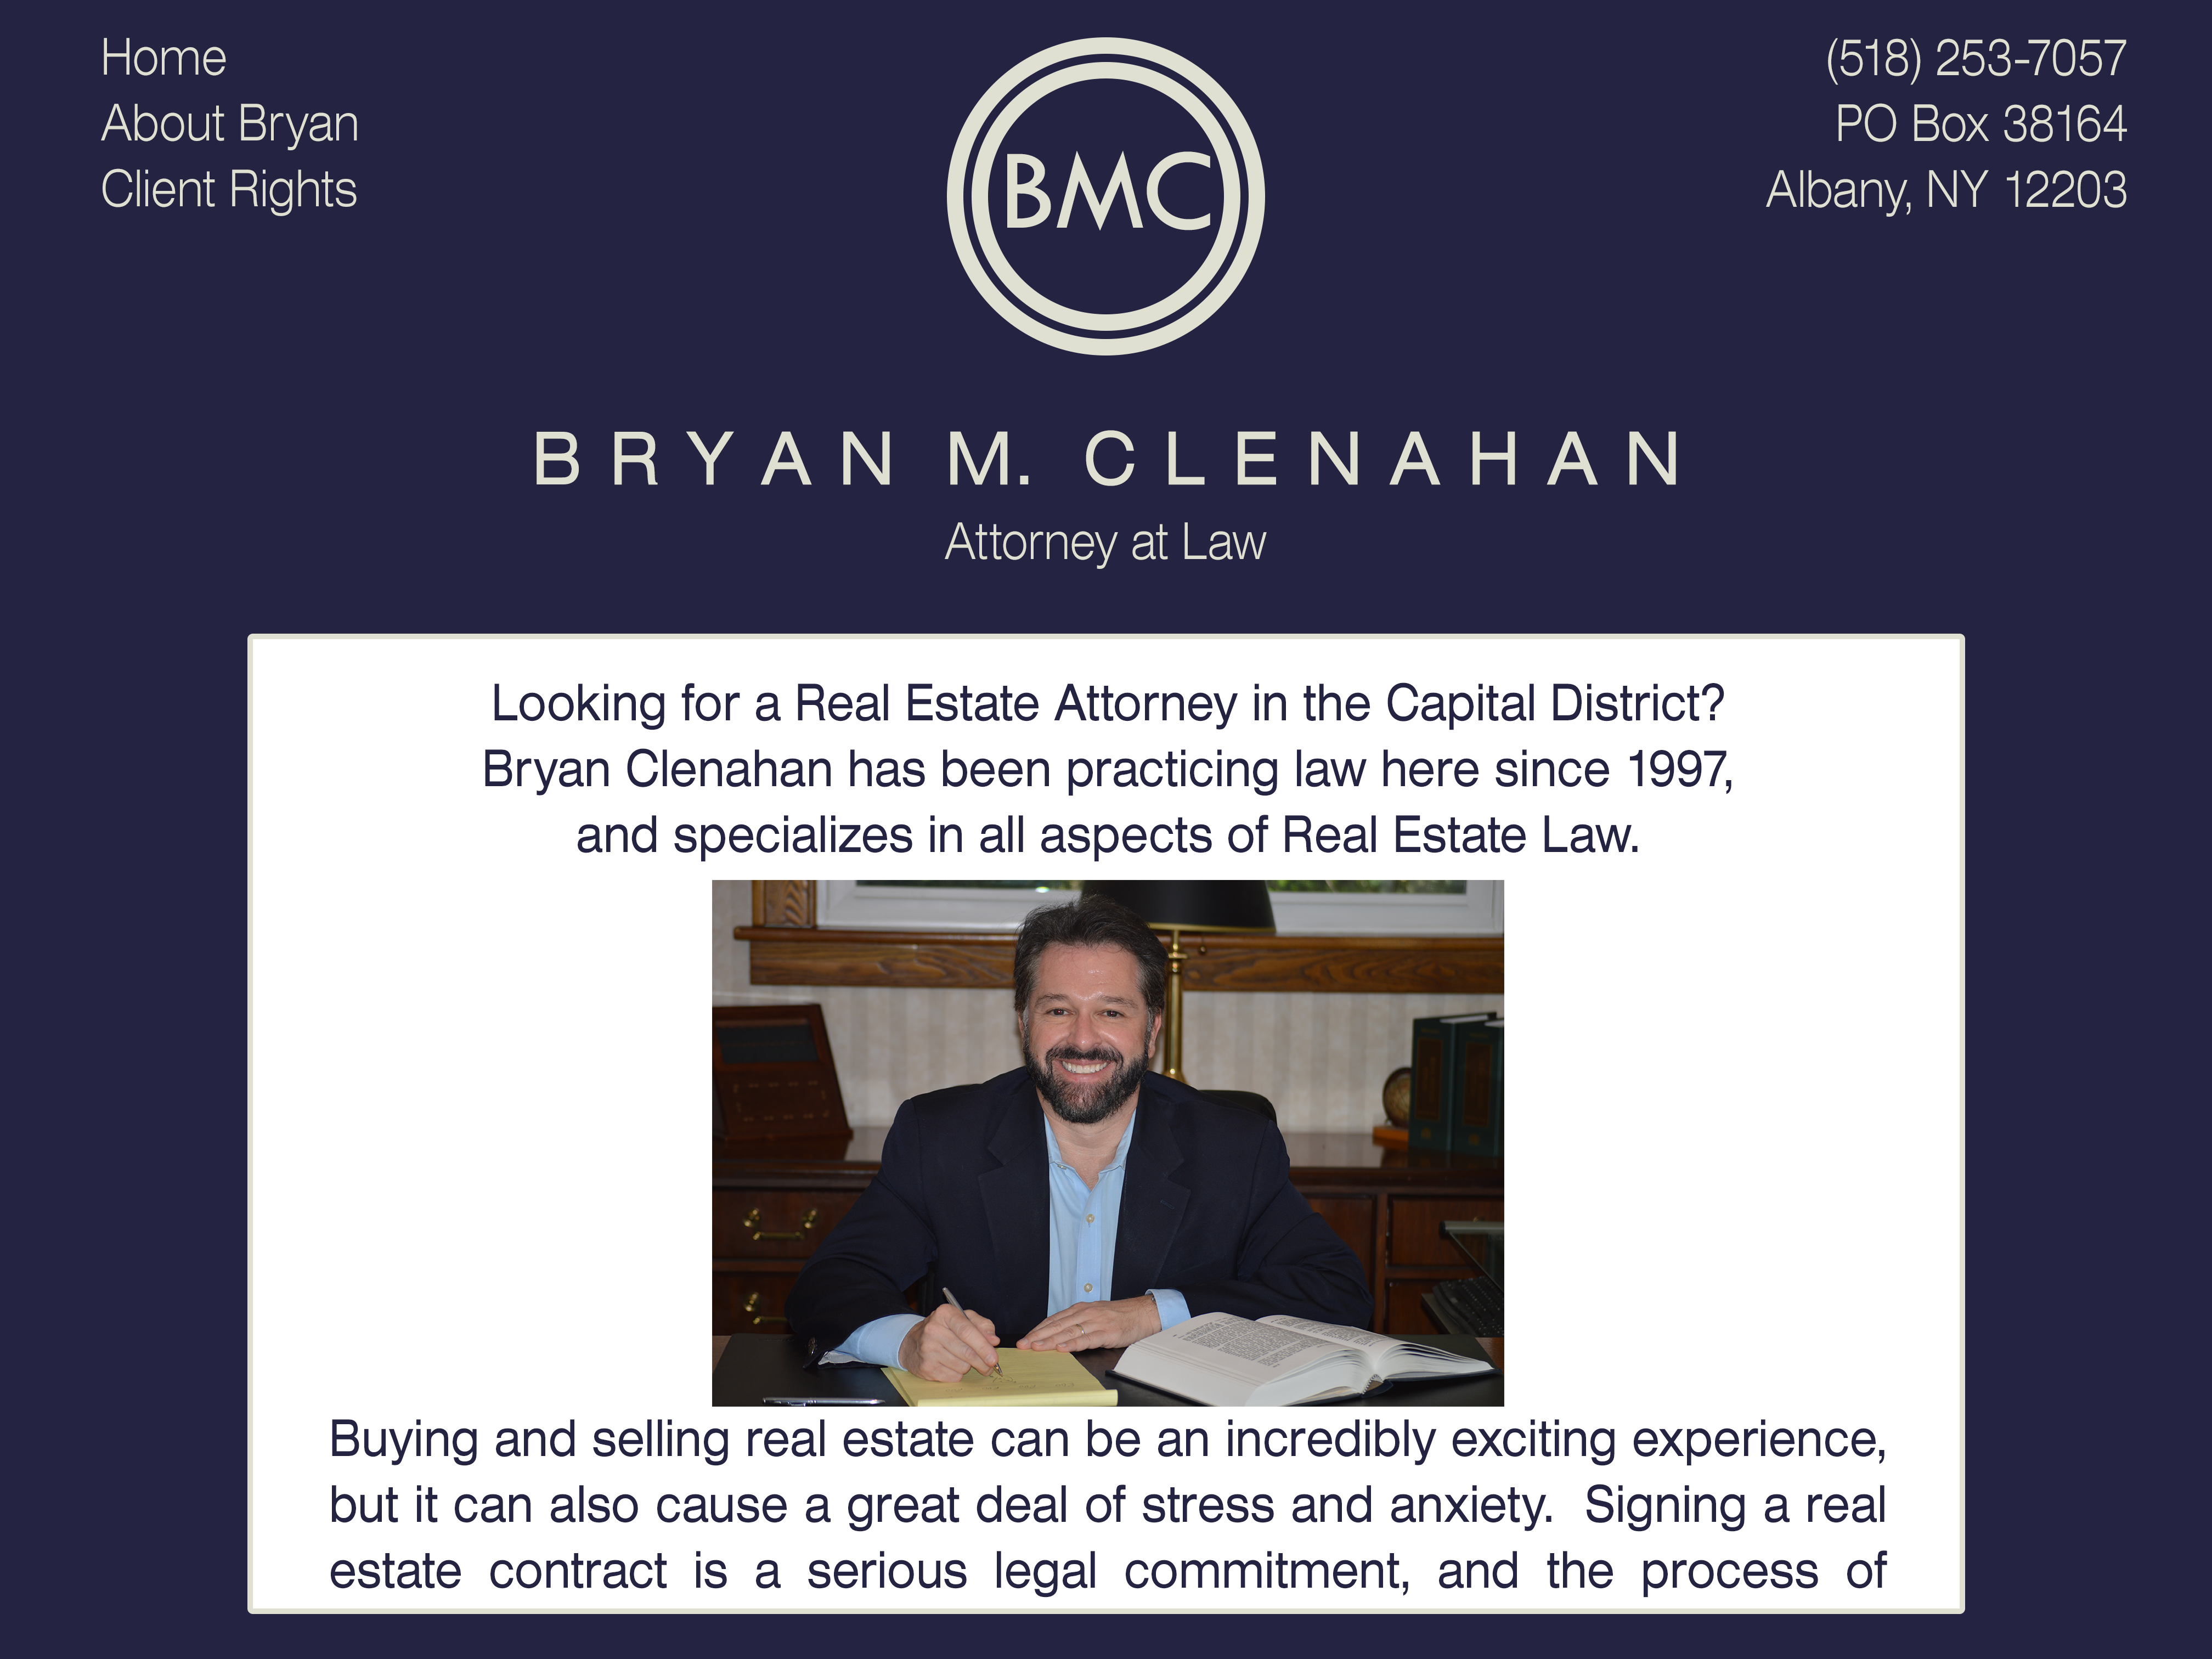 Home
About Bryan
Client Rights
BMC
(518) 253-7057
PO Box 38164
Albany, NY 12203
BRYAN M. CLENAHAN
Attorney at Law
Looking for a Real Estate Attorney in the Capital District?
Bryan Clenahan has been practicing law here since 1997,
and specializes in all aspects of Real Estate Law.
Buying and selling real estate can be an incredibly exciting experience,
but it can also cause a great deal of stress and anxiety. Signing a real
estate contract is a serious legal commitment, and the process of